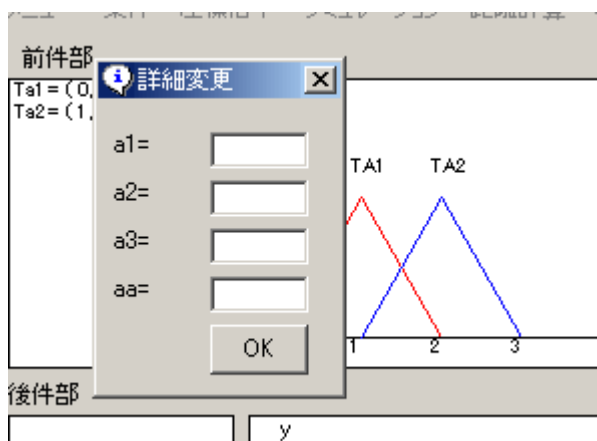 前件部
Ta1=(0,
Ta2=(1,
詳細変更
a1=
a2=
a3=
aa=
OK
TA1
TA2
1
2
3
後件部
y